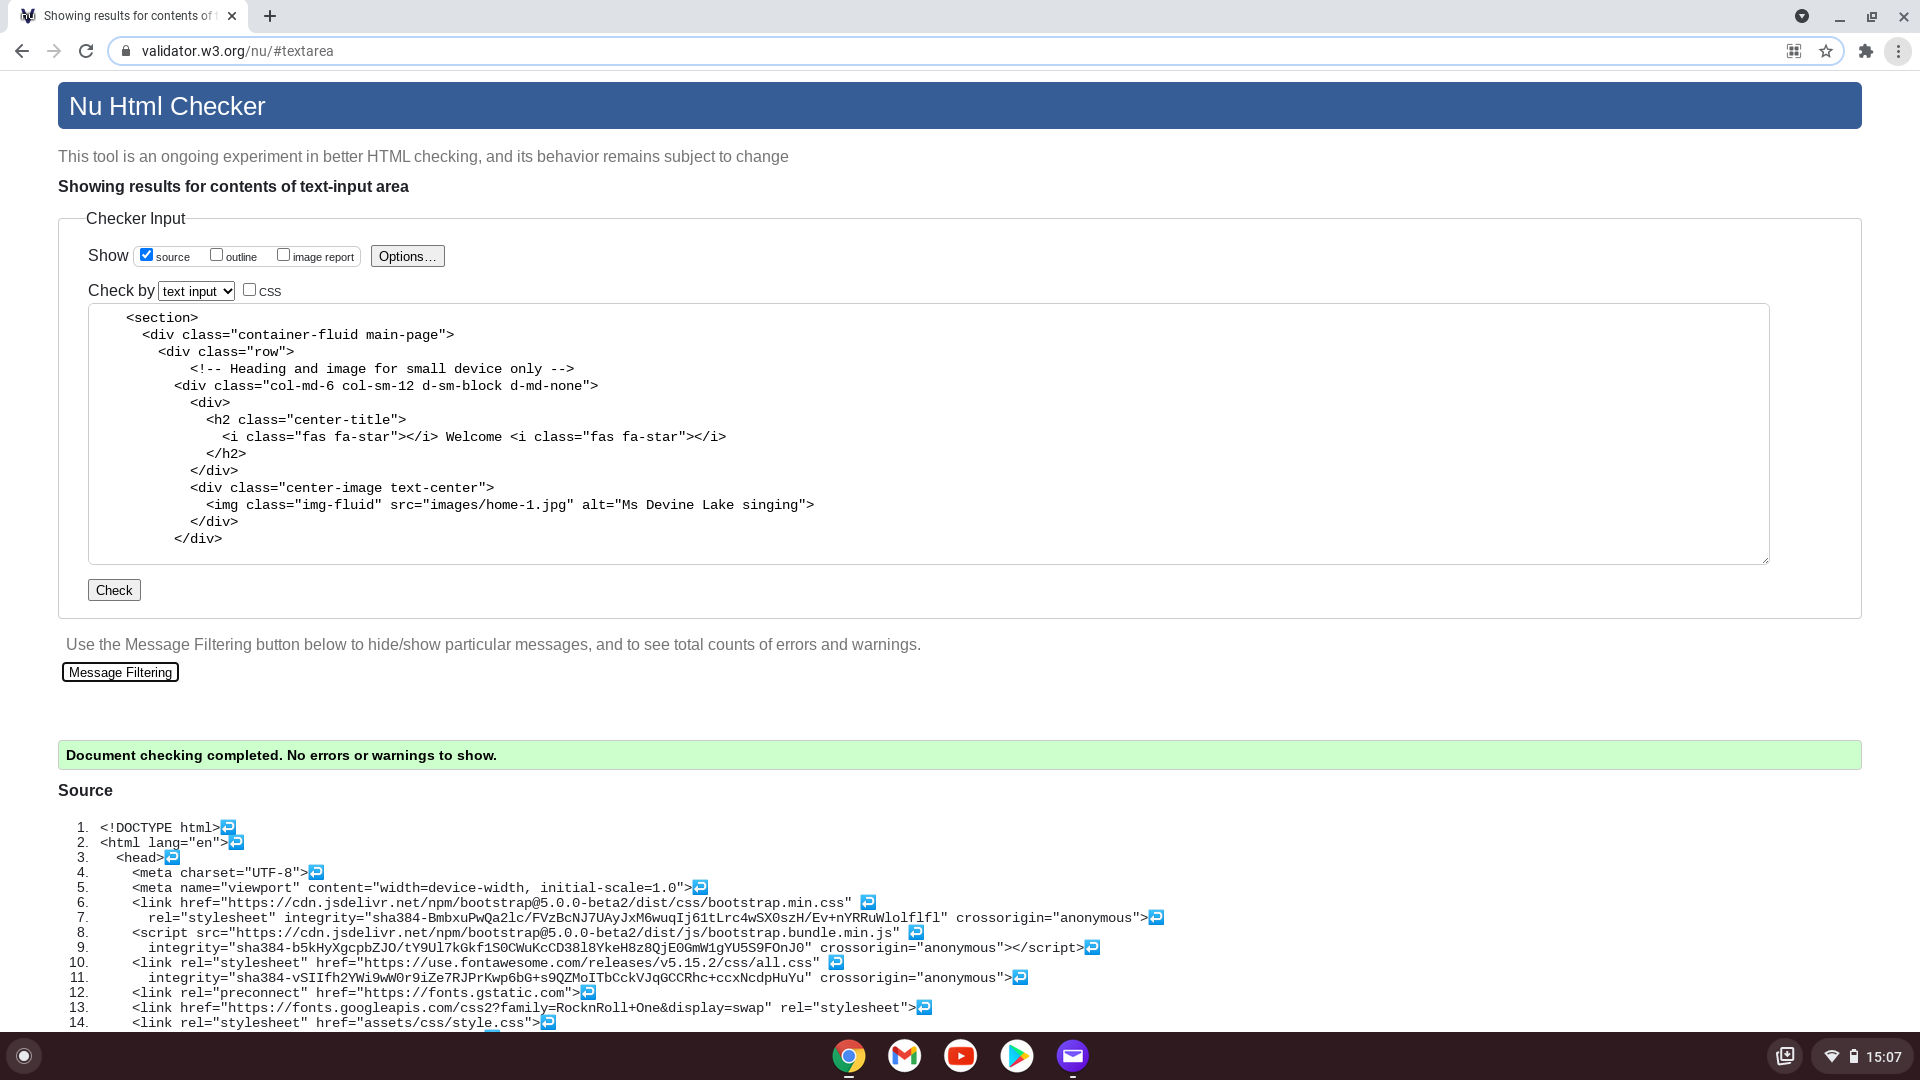 Showing results for contents of t
validator.w3.org/nu/#textarea
Nu Html Checker
This tool is an ongoing experiment in better HTML checking, and its behavior remains subject to change
Showing results for contents of text-input area
Checker Input
Show source outline image report Options…
Check by text input CSS
<section>
<div class="container-fluid main-page">
<div class="row">
<!-- Heading and image for small device only -->
<div class="col-md-6 col-sm-12 d-sm-block d-md-none">
<div>
<h2 class="center-title">
<i class="fas fa-star"></i> Welcome <i class="fas fa-star"></i>
</h2>
</div>
<div class="center-image text-center">
<img class="img-fluid" src="images/home-1.jpg" alt="Ms Devine Lake singing">
</div>
</div>
Check
Use the Message Filtering button below to hide/show particular messages, and to see total counts of errors and warnings.
Message Filtering
Document checking completed. No errors or warnings to show.
Source
1. <!DOCTYPE html>↩
2. <html lang="en">↩
3. <head>↩
4. <meta charset="UTF-8">↩
5. <meta name="viewport" content="width=device-width, initial-scale=1.0">↩
6. <link href="https://cdn.jsdelivr.net/npm/bootstrap@5.0.0-beta2/dist/css/bootstrap.min.css" ↩
7. rel="stylesheet" integrity="sha384-BmbxuPwQa2lc/FVzBcNJ7UAyJxM6wuqIj61tLrc4wSX0szH/Ev+nYRRuWlolflfl" crossorigin="anonymous">↩
8. <script src="https://cdn.jsdelivr.net/npm/bootstrap@5.0.0-beta2/dist/js/bootstrap.bundle.min.js" ↩
9. integrity="sha384-b5kHyXgcpbZJO/tY9Ul7kGkf1S0CWuKcCD38l8YkeH8z8QjE0GmW1gYU5S9FOnJ0" crossorigin="anonymous"></script>↩
10. <link rel="stylesheet" href="https://use.fontawesome.com/releases/v5.15.2/css/all.css" ↩
11. integrity="sha384-vSIIfh2YWi9wW0r9iZe7RJPrKwp6bG+s9QZMoITbCckVJqGCCRhc+ccxNcdpHuYu" crossorigin="anonymous">↩
12. <link rel="preconnect" href="https://fonts.gstatic.com">↩
13. <link href="https://fonts.googleapis.com/css2?family=RocknRoll+One&display=swap" rel="stylesheet">↩
14. <link rel="stylesheet" href="assets/css/style.css">↩
15:07